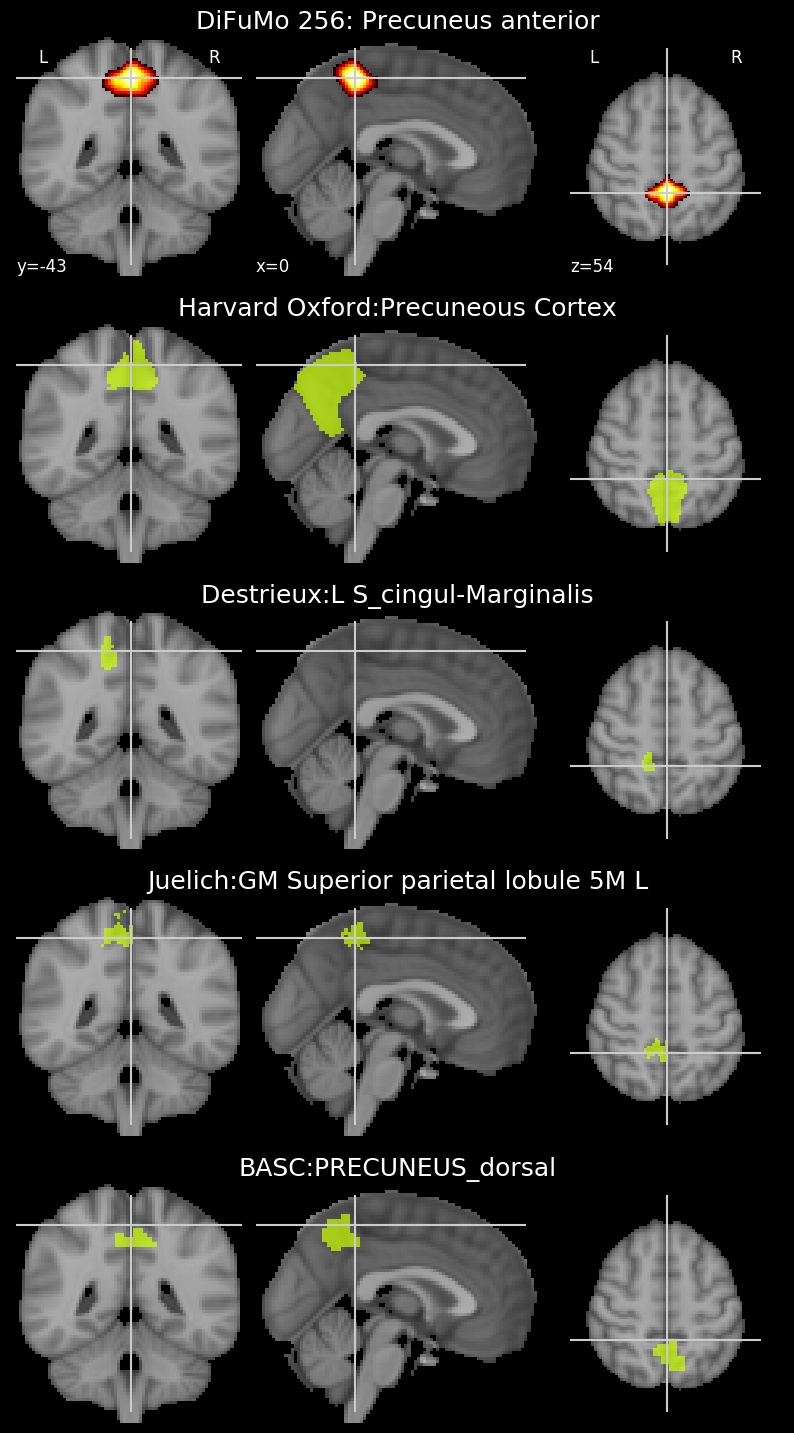 DiFuMo 256: Precuneus anterior
L R L R
y=-43 x=0 z=54
Harvard Oxford:Precuneous Cortex
Destrieux:L S_cingul-Marginalis
Juelich:GM Superior parietal lobule 5M L
BASC:PRECUNEUS_dorsal